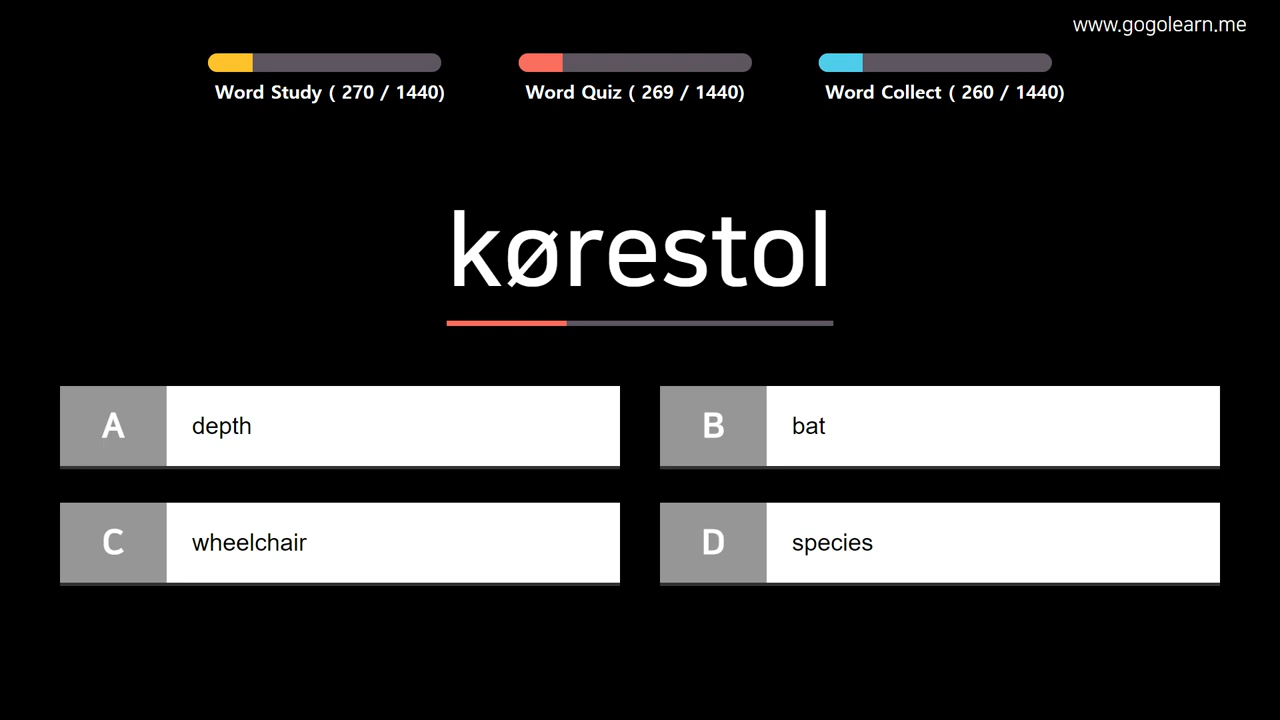 www.gogolearn.me
Word Study ( 270 / 1440)
Word Quiz ( 269 / 1440)
Word Collect ( 260 / 1440)
kørestol
A depth
B bat
C wheelchair
D species